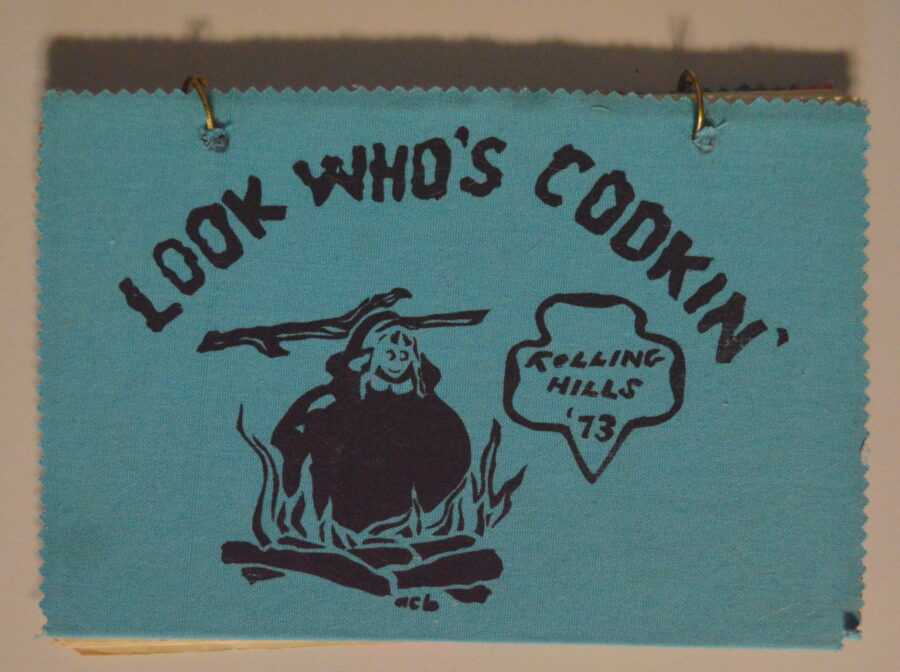 LOOK WHO'S COOKIN'
ROLLING
HILLS
'73
acb